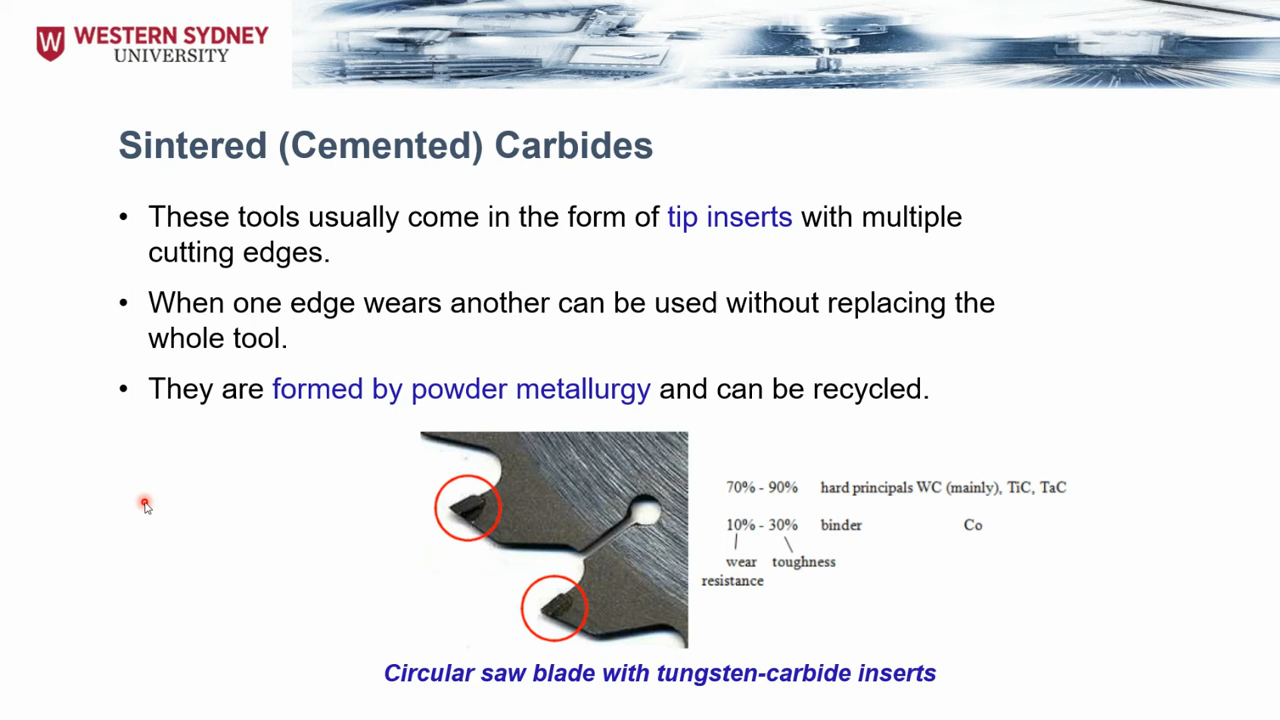 WESTERN SYDNEY
UNIVERSITY
Sintered (Cemented) Carbides
• These tools usually come in the form of tip inserts with multiple
cutting edges.
• When one edge wears another can be used without replacing the
whole tool.
• They are formed by powder metallurgy and can be recycled.
70% - 90% hard principals WC (mainly), TiC, TaC
10% - 30% binder Co
wear toughness
resistance
Circular saw blade with tungsten-carbide inserts